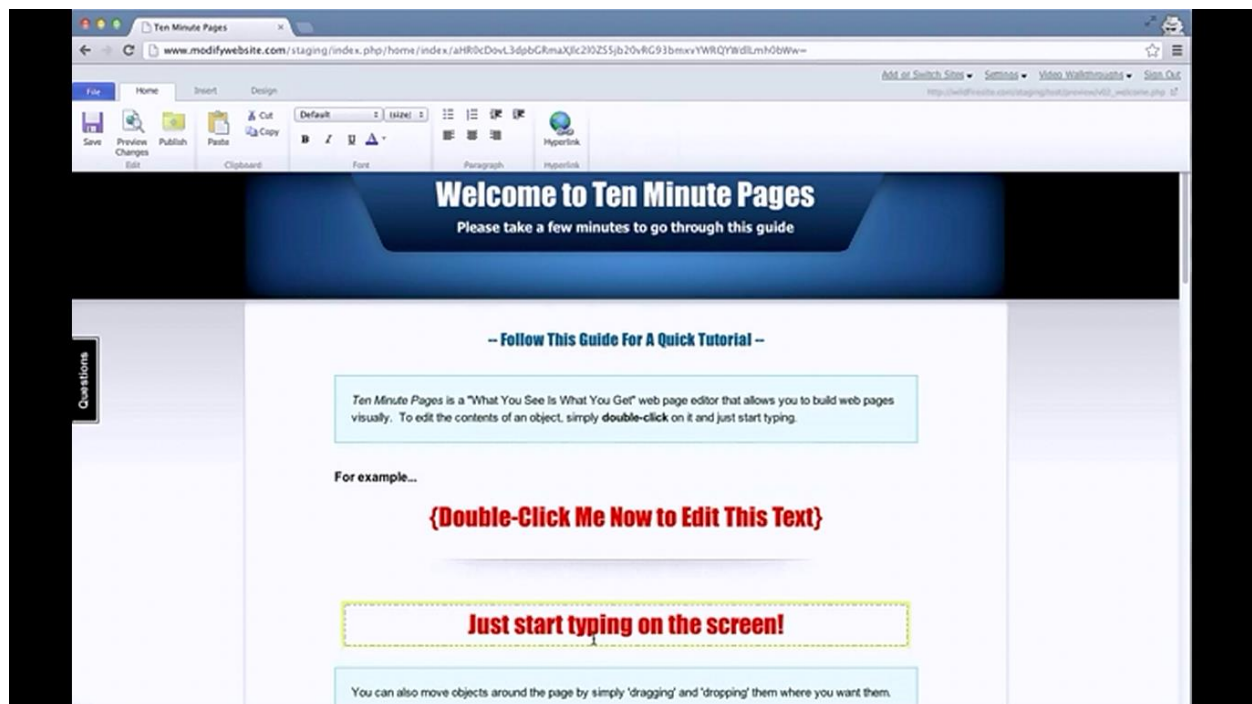 Ten Minute Pages
www.modifywebsite.com/staging/index.php/home/index/
Add or Switch Sites Settings Video Walkthroughs Sign Out
File Home Insert Design
Save Preview Changes Publish Paste Cut Copy Default (size) B I U A Hyperlink
Edit Clipboard Font Paragraph Hyperlink
Welcome to Ten Minute Pages
Please take a few minutes to go through this guide
Questions
-- Follow This Guide For A Quick Tutorial --
Ten Minute Pages is a "What You See Is What You Get" web page editor that allows you to build web pages
visually. To edit the contents of an object, simply double-click on it and just start typing.
For example...
{Double-Click Me Now to Edit This Text}
Just start typing on the screen!
You can also move objects around the page by simply 'dragging' and 'dropping' them where you want them.